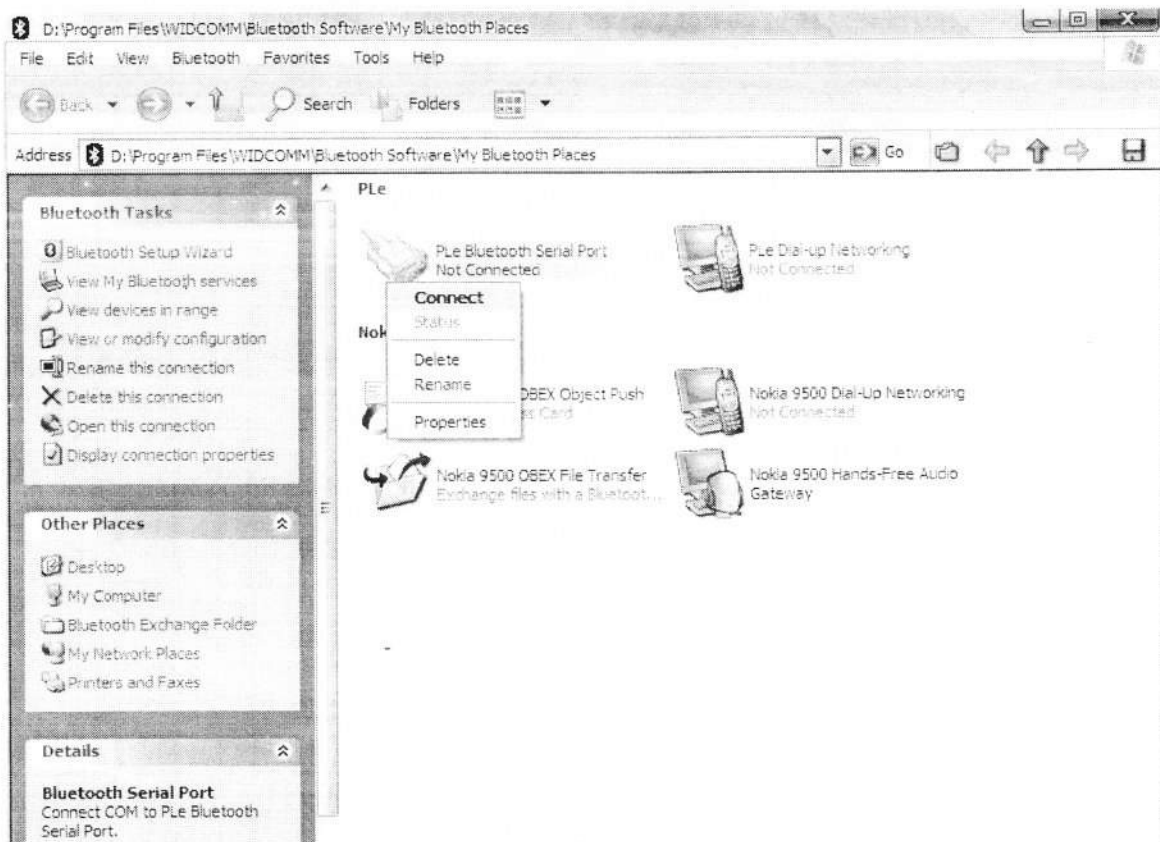 D:\Program Files\WIDCOMM\Bluetooth Software\My Bluetooth Places
File Edit View Bluetooth Favorites Tools Help
Back Search Folders
Address D:\Program Files\WIDCOMM\Bluetooth Software\My Bluetooth Places Go
Bluetooth Tasks
Bluetooth Setup Wizard
View My Bluetooth services
View devices in range
View or modify configuration
Rename this connection
Delete this connection
Open this connection
Display connection properties
Other Places
Desktop
My Computer
Bluetooth Exchange Folder
My Network Places
Printers and Faxes
Details
Bluetooth Serial Port
Connect COM to PLe Bluetooth
Serial Port.
PLe
PLe Bluetooth Serial Port
Not Connected
PLe Dial-up Networking
Not Connected
Connect
Status
Delete
Rename
Properties
Nok
OBEX Object Push
ss Card
Nokia 9500 Dial-Up Networking
Not Connected
Nokia 9500 OBEX File Transfer
Exchange files with a Bluetoot...
Nokia 9500 Hands-Free Audio
Gateway